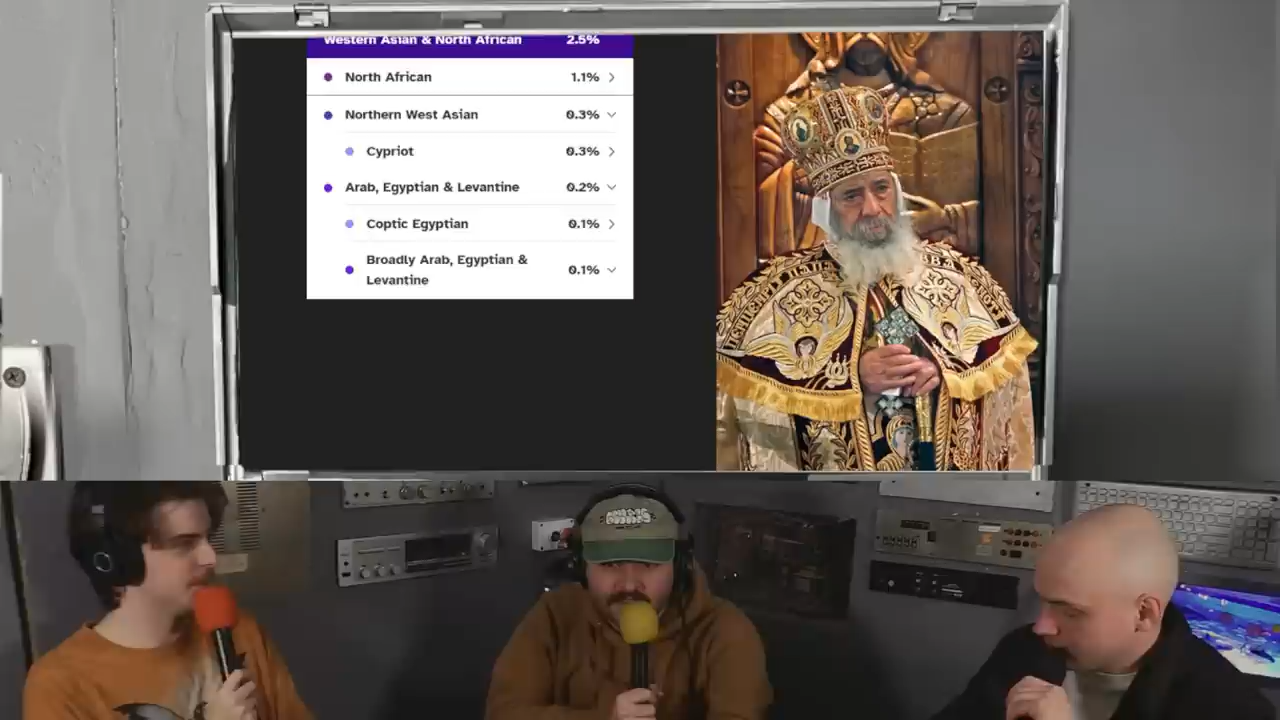 Western Asian & North African 2.5%
North African 1.1%
Northern West Asian 0.3%
Cypriot 0.3%
Arab, Egyptian & Levantine 0.2%
Coptic Egyptian 0.1%
Broadly Arab, Egyptian &
Levantine 0.1%